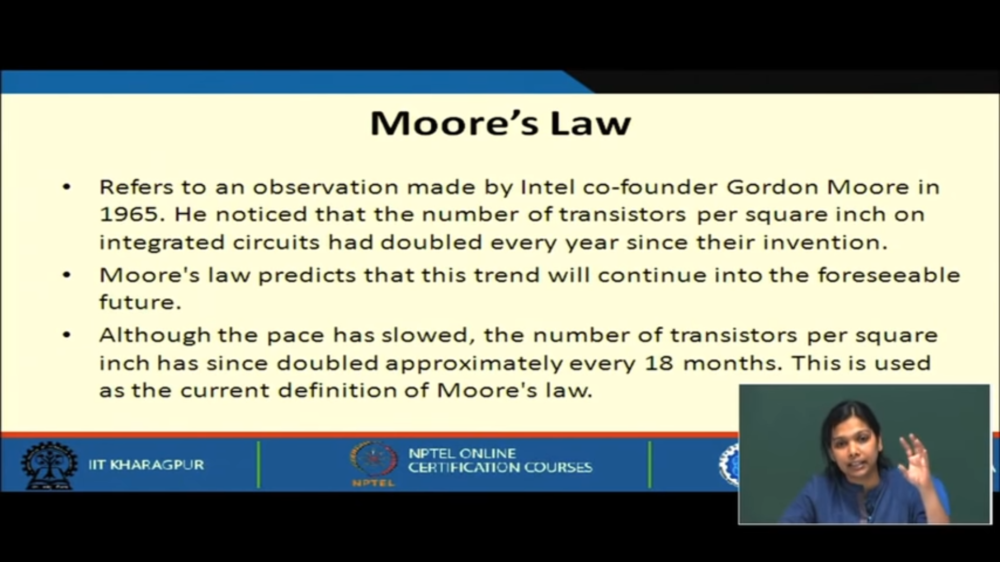 Moore’s Law
• Refers to an observation made by Intel co-founder Gordon Moore in
1965. He noticed that the number of transistors per square inch on
integrated circuits had doubled every year since their invention.
• Moore's law predicts that this trend will continue into the foreseeable
future.
• Although the pace has slowed, the number of transistors per square
inch has since doubled approximately every 18 months. This is used
as the current definition of Moore's law.
IIT KHARAGPUR
NPTEL ONLINE
CERTIFICATION COURSES
NPTEL